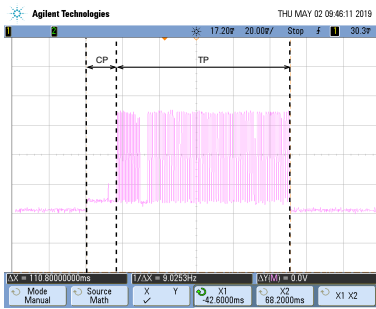 Agilent Technologies THU MAY 02 09:46:11 2019
1 2 17.20▽ 20.00▽/ Stop 1 30.3▽
CP TP
ΔX = 110.80000000ms 1/ΔX = 9.0253Hz ΔY(M) = 0.0V
Mode Source X Y X1 X2 X1 X2
Manual Math ✓ -42.6000ms 68.2000ms